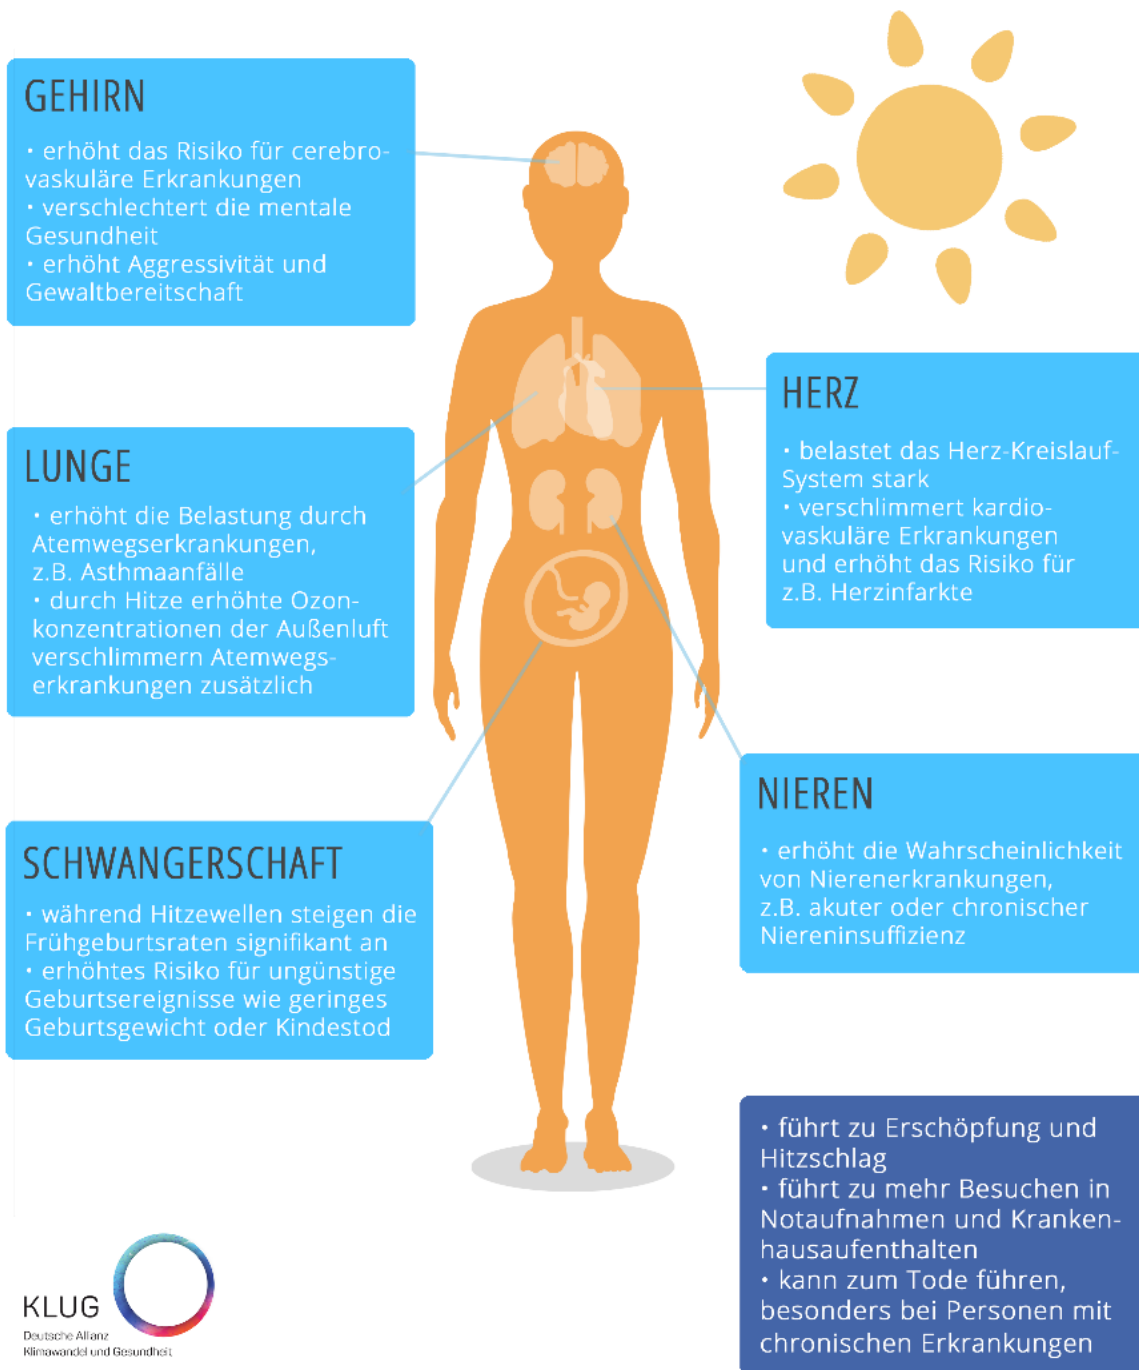 GEHIRN
• erhöht das Risiko für cerebro-
vaskuläre Erkrankungen
• verschlechtert die mentale
Gesundheit
• erhöht Aggressivität und
Gewaltbereitschaft
HERZ
• belastet das Herz-Kreislauf-
System stark
• verschlimmert kardio-
vaskuläre Erkrankungen
und erhöht das Risiko für
z.B. Herzinfarkte
LUNGE
• erhöht die Belastung durch
Atemwegserkrankungen,
z.B. Asthmaanfälle
• durch Hitze erhöhte Ozon-
konzentrationen der Außenluft
verschlimmern Atemwegs-
erkrankungen zusätzlich
NIEREN
• erhöht die Wahrscheinlichkeit
von Nierenerkrankungen,
z.B. akuter oder chronischer
Niereninsuffizienz
SCHWANGERSCHAFT
• während Hitzewellen steigen die
Frühgeburtsraten signifikant an
• erhöhtes Risiko für ungünstige
Geburtsereignisse wie geringes
Geburtsgewicht oder Kindestod
• führt zu Erschöpfung und
Hitzschlag
• führt zu mehr Besuchen in
Notaufnahmen und Kranken-
hausaufenthalten
• kann zum Tode führen,
besonders bei Personen mit
chronischen Erkrankungen
KLUG
Deutsche Allianz
Klimawandel und Gesundheit